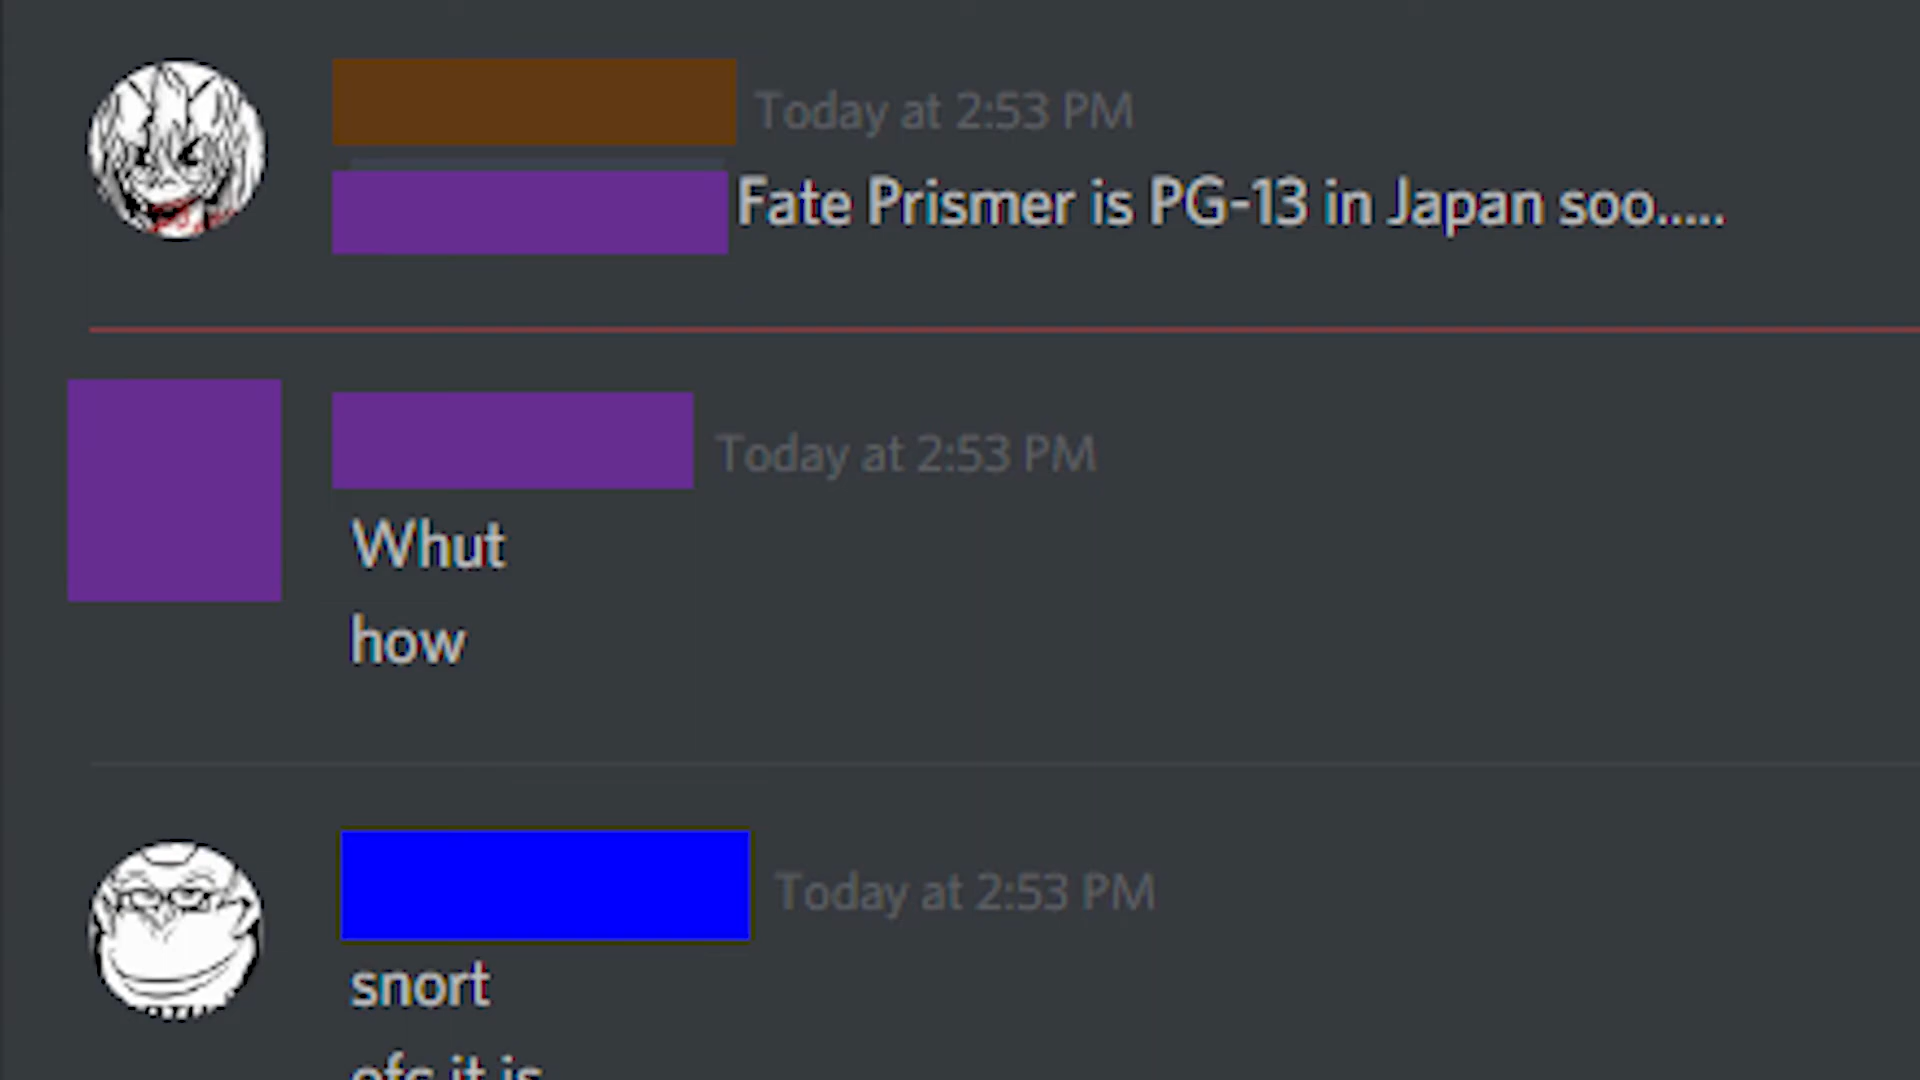 Today at 2:53 PM
Fate Prismer is PG-13 in Japan soo.....
Today at 2:53 PM
Whut
how
Today at 2:53 PM
snort
ofc it is